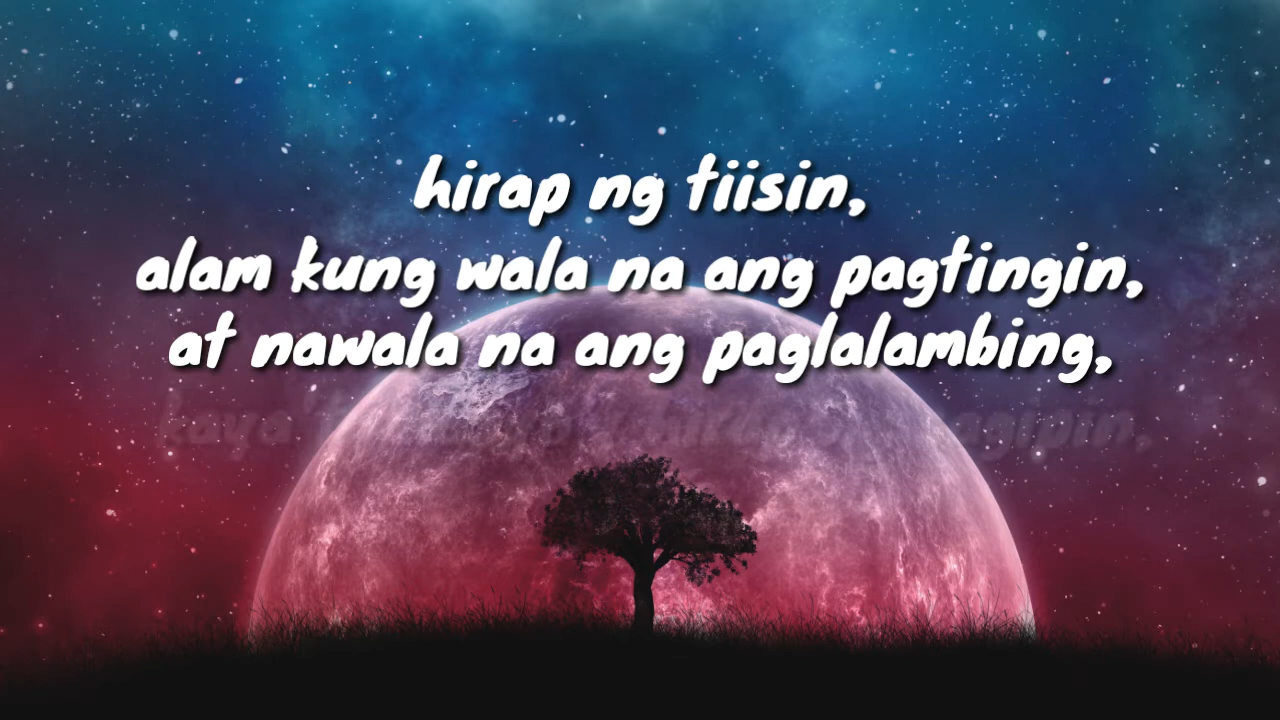 hirap ng tiisin,
alam kung wala na ang pagtingin,
at nawala na ang paglalambing,